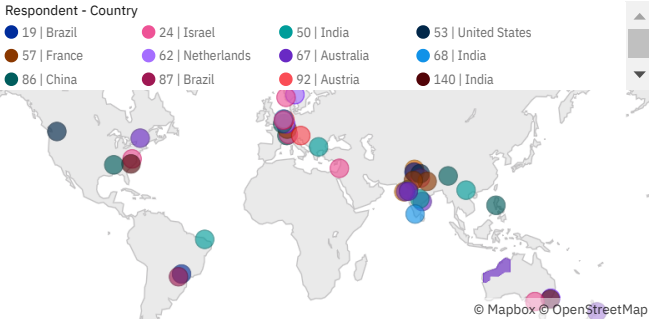 Respondent - Country
19 | Brazil 24 | Israel 50 | India 53 | United States
57 | France 62 | Netherlands 67 | Australia 68 | India
86 | China 87 | Brazil 92 | Austria 140 | India
© Mapbox © OpenStreetMap